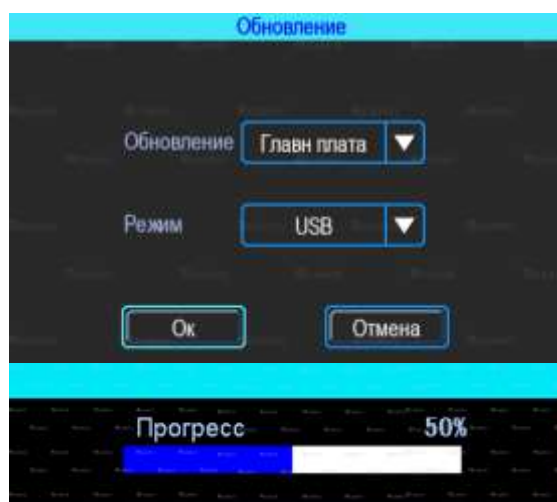 Обновление
Обновление Главн плата
Режим USB
Ок Отмена
Прогресс 50%